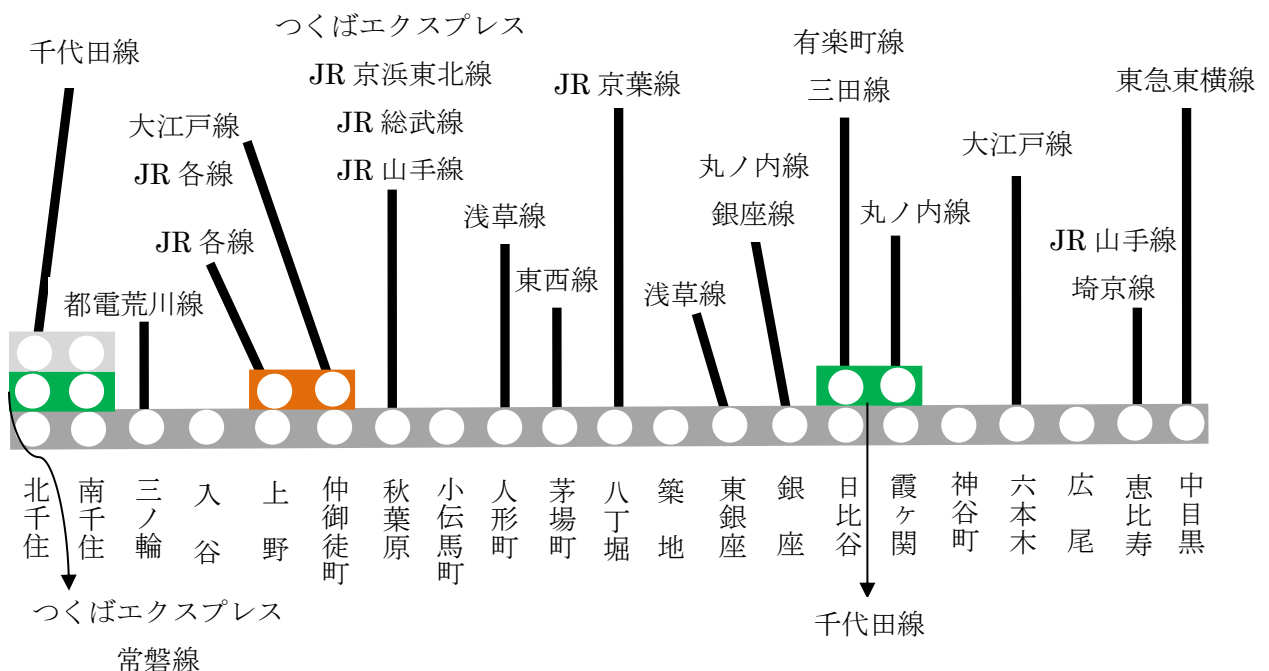 千代田線
つくばエクスプレス
JR 京浜東北線
JR 総武線
JR 山手線
大江戸線
JR 各線
JR 各線
都電荒川線
浅草線
東西線
JR 京葉線
浅草線
丸ノ内線
銀座線
有楽町線
三田線
丸ノ内線
大江戸線
JR 山手線
埼京線
東急東横線
北千住
南千住
三ノ輪
入谷
上野
仲御徒町
秋葉原
小伝馬町
人形町
茅場町
八丁堀
築地
東銀座
銀座
日比谷
霞ヶ関
神谷町
六本木
広尾
恵比寿
中目黒
つくばエクスプレス
常磐線
千代田線